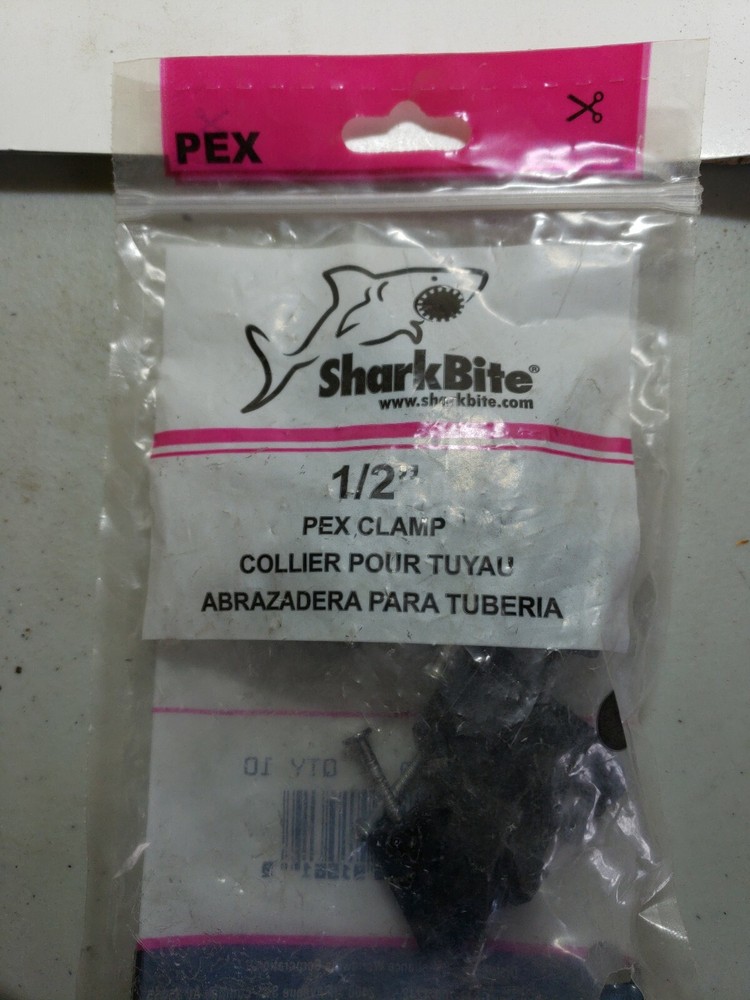 PEX
SharkBite®
www.sharkbite.com
1/2"
PEX CLAMP
COLLIER POUR TUYAU
ABRAZADERA PARA TUBERIA
QTY 10